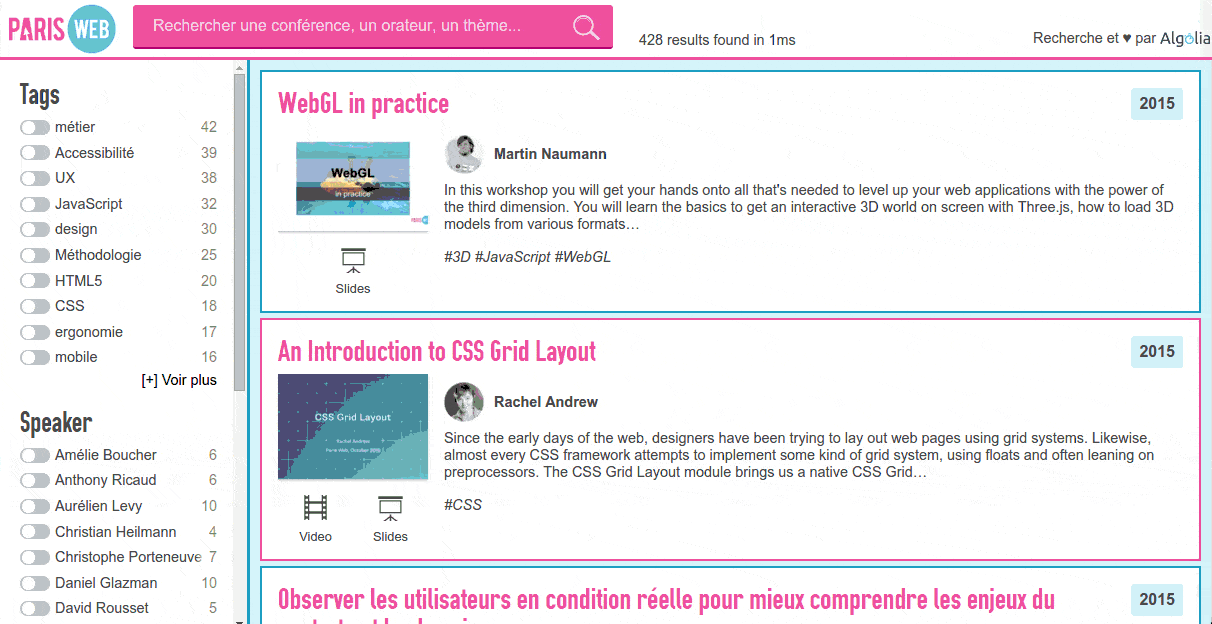 PARIS WEB
Rechercher une conférence, un orateur, un thème...
428 results found in 1ms
Recherche et ♥ par Algolia
Tags
métier 42
Accessibilité 39
UX 38
JavaScript 32
design 30
Méthodologie 25
HTML5 20
CSS 18
ergonomie 17
mobile 16
[+] Voir plus
Speaker
Amélie Boucher 6
Anthony Ricaud 6
Aurélien Levy 10
Christian Heilmann 4
Christophe Porteneuve 7
Daniel Glazman 10
David Rousset 5
WebGL in practice
2015
WebGL
in practice
Martin Naumann
In this workshop you will get your hands onto all that's needed to level up your web applications with the power of
the third dimension. You will learn the basics to get an interactive 3D world on screen with Three.js, how to load 3D
models from various formats…
#3D #JavaScript #WebGL
Slides
An Introduction to CSS Grid Layout
2015
CSS Grid Layout
Rachel Andrew
Paris Web, October 2015
Rachel Andrew
Since the early days of the web, designers have been trying to lay out web pages using grid systems. Likewise,
almost every CSS framework attempts to implement some kind of grid system, using floats and often leaning on
preprocessors. The CSS Grid Layout module brings us a native CSS Grid…
#CSS
Video
Slides
Observer les utilisateurs en condition réelle pour mieux comprendre les enjeux du
2015